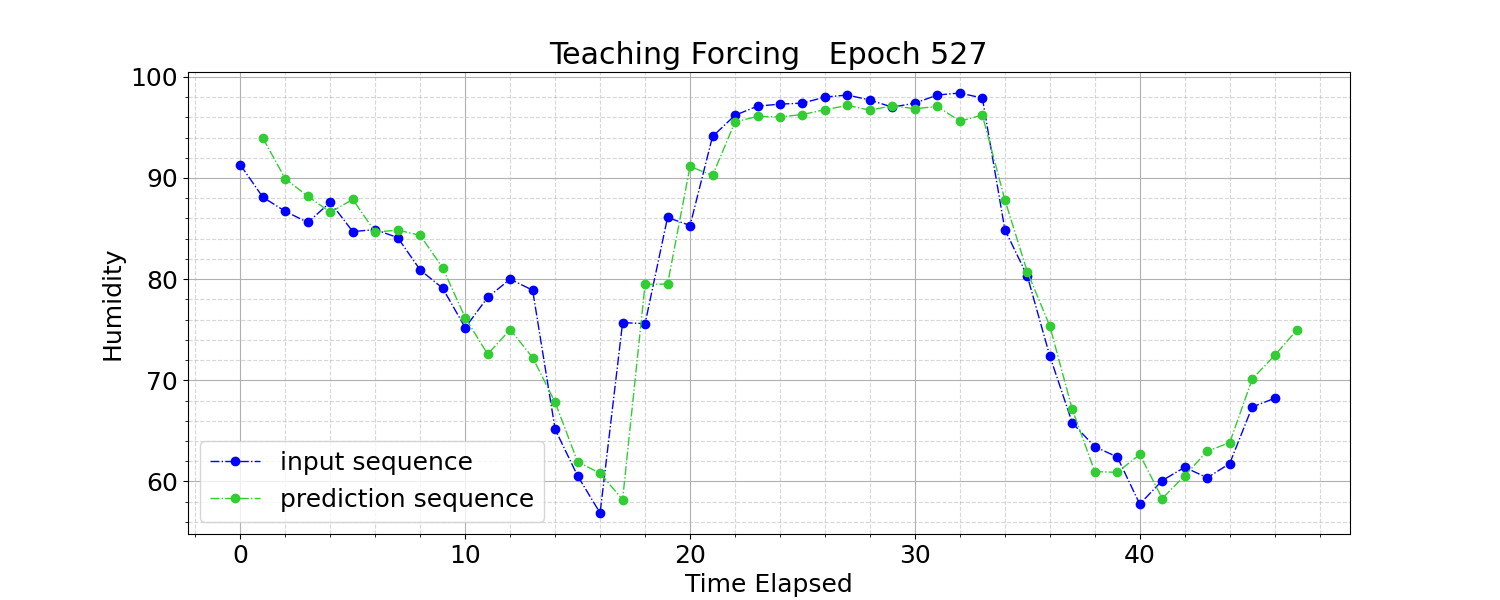 Teaching Forcing   Epoch 527
100
90
80
70
60
Humidity
input sequence
prediction sequence
0 10 20 30 40
Time Elapsed